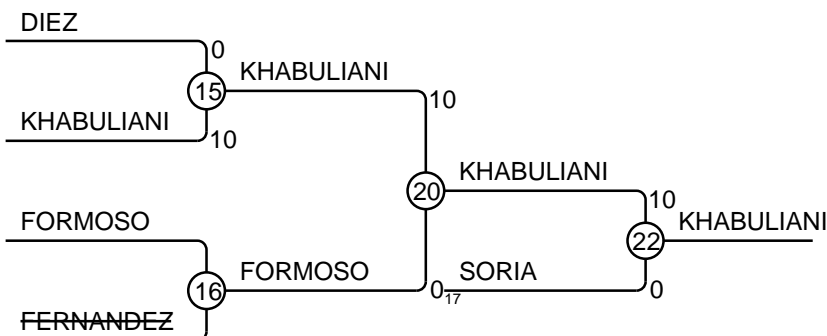 DIEZ
0
15
KHABULIANI
KHABULIANI
10
10
20
KHABULIANI
10
22
KHABULIANI
FORMOSO
16
FORMOSO
0
17
SORIA
0
FERNANDEZ